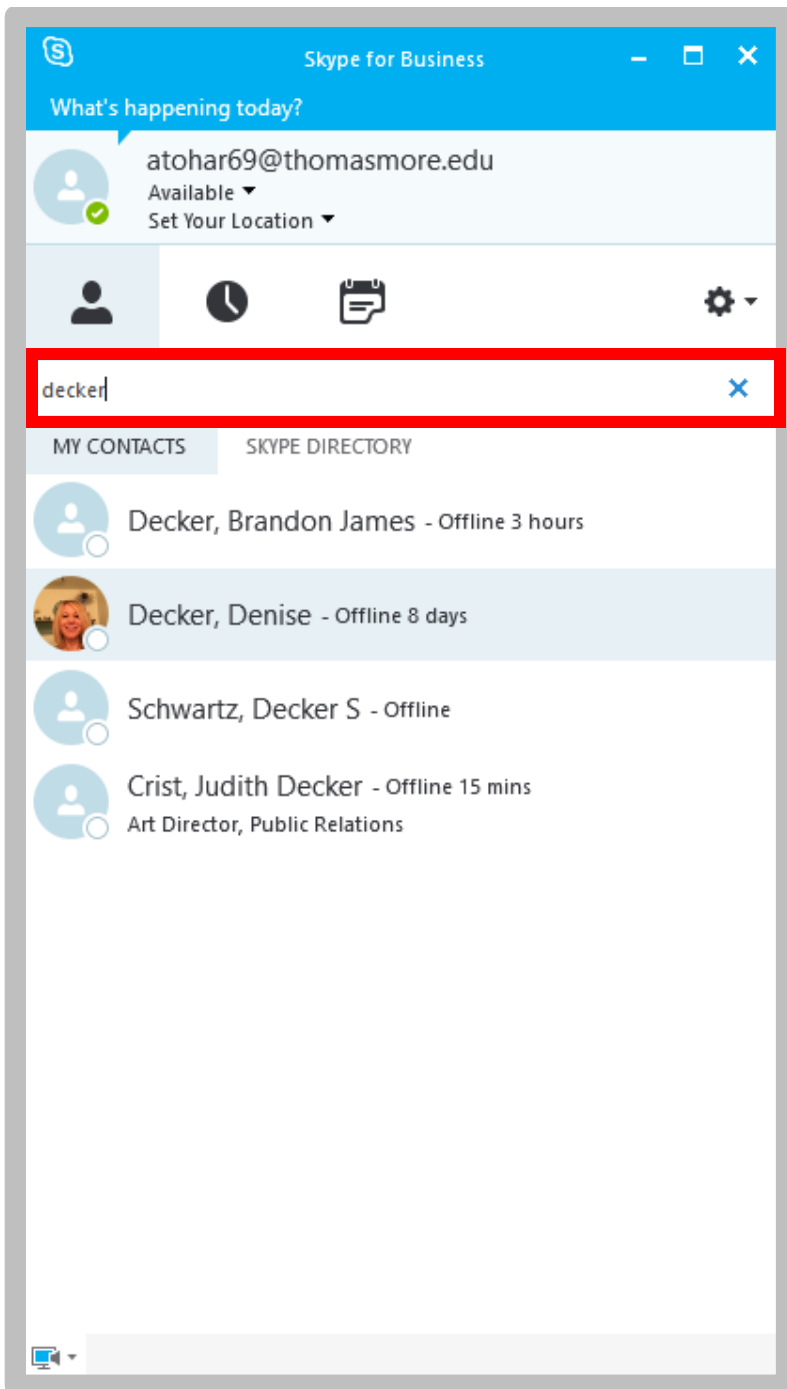 Skype for Business
What's happening today?
atohar69@thomasmore.edu
Available
Set Your Location
decker
MY CONTACTS SKYPE DIRECTORY
Decker, Brandon James - Offline 3 hours
Decker, Denise - Offline 8 days
Schwartz, Decker S - Offline
Crist, Judith Decker - Offline 15 mins
Art Director, Public Relations